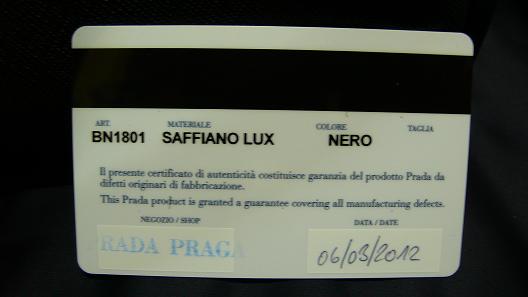 ART. MATERIALE COLORE TAGLIA
BN1801 SAFFIANO LUX NERO
Il presente certificato di autenticità costituisce garanzia del prodotto Prada da
difetti originari di fabbricazione.
This Prada product is granted a guarantee covering all manufacturing defects.
NEGOZIO / SHOP DATA / DATE
RADA PRAGA 06/03/2012